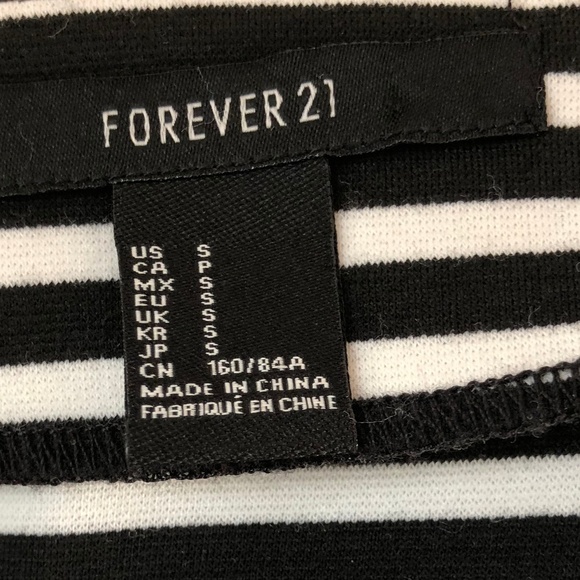 FOREVER 21
US S
CA P
MX S
EU S
UK S
KR S
JP S
CN 160/84A
MADE IN CHINA
FABRIQUÉ EN CHINE